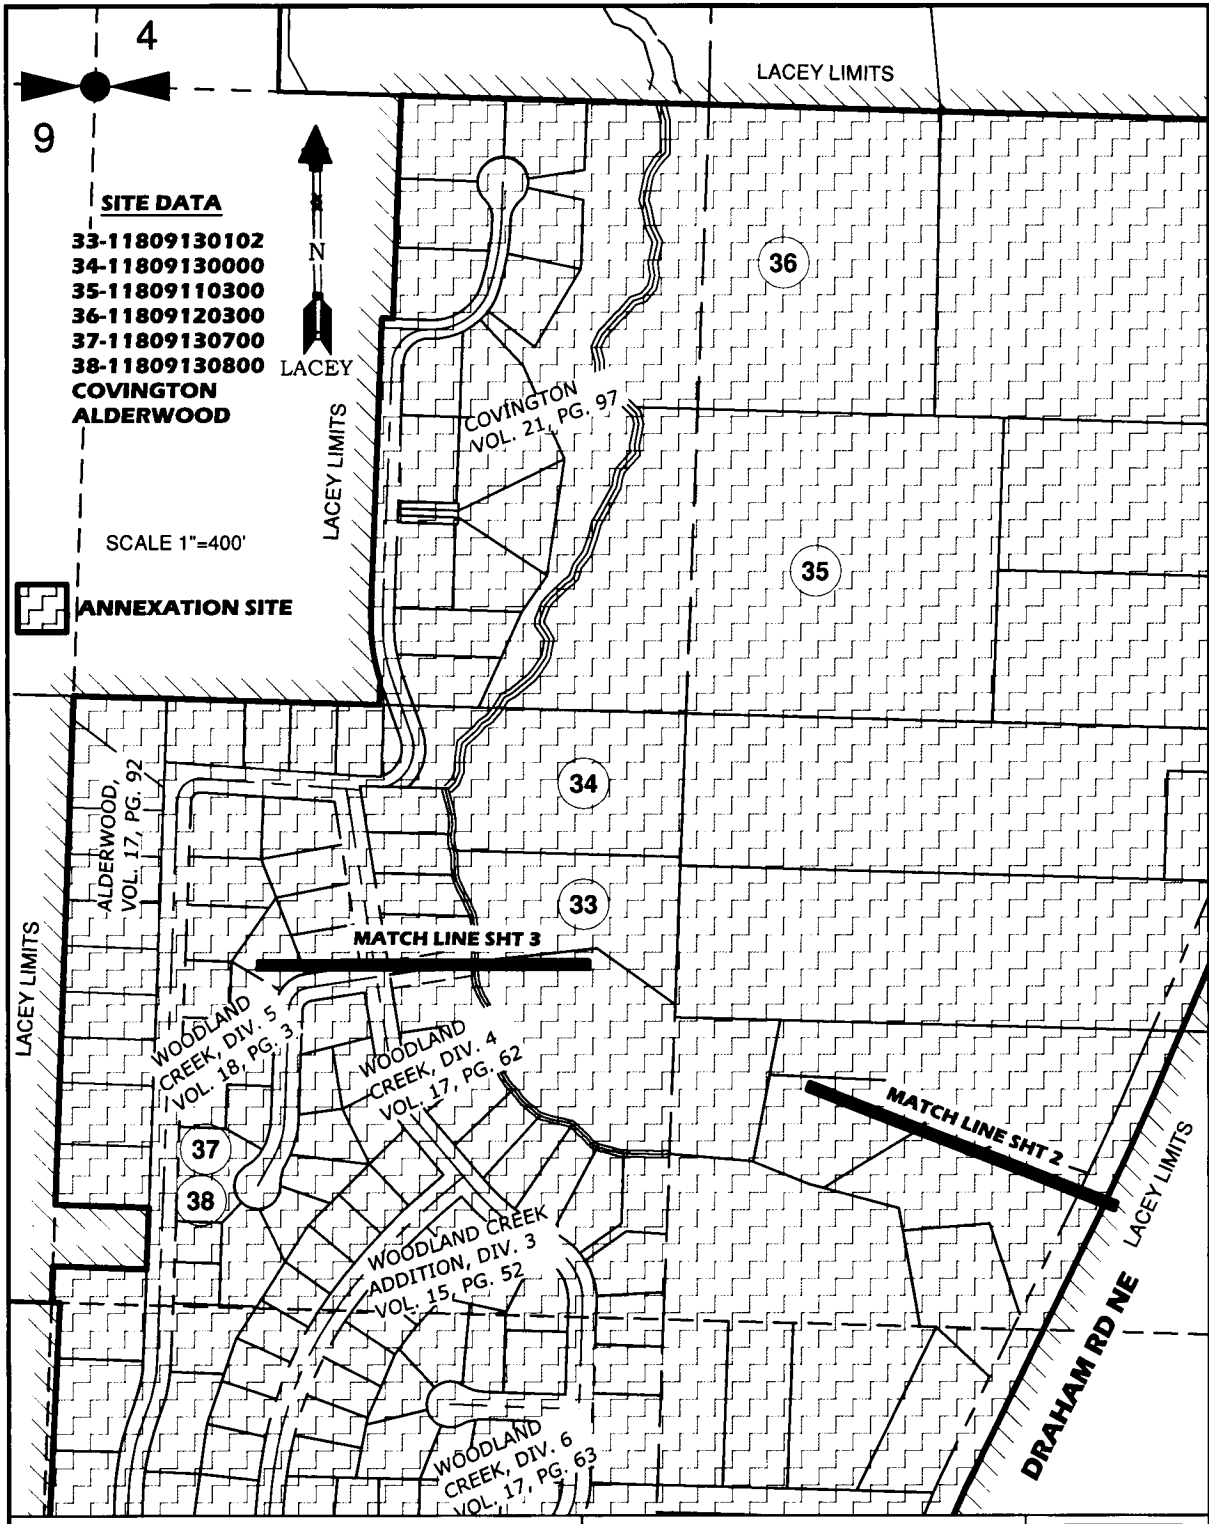 4
LACEY LIMITS
9
SITE DATA
33-11809130102
34-11809130000
35-11809110300
36-11809120300
37-11809130700
38-11809130800
COVINGTON
ALDERWOOD
N
LACEY
36
COVINGTON
VOL. 21, PG. 97
LACEY LIMITS
SCALE 1"=400'
35
ANNEXATION SITE
ALDERWOOD,
VOL. 17, PG. 92
34
33
LACEY LIMITS
MATCH LINE SHT 3
WOODLAND
CREEK, DIV. 5
VOL. 18, PG. 3
WOODLAND
CREEK, DIV. 4
VOL. 17, PG. 62
MATCH LINE SHT 2
LACEY LIMITS
37
38
WOODLAND CREEK
ADDITION, DIV. 3
VOL. 15, PG. 52
DRAHAM RD NE
WOODLAND
CREEK, DIV. 6
VOL. 17, PG. 63